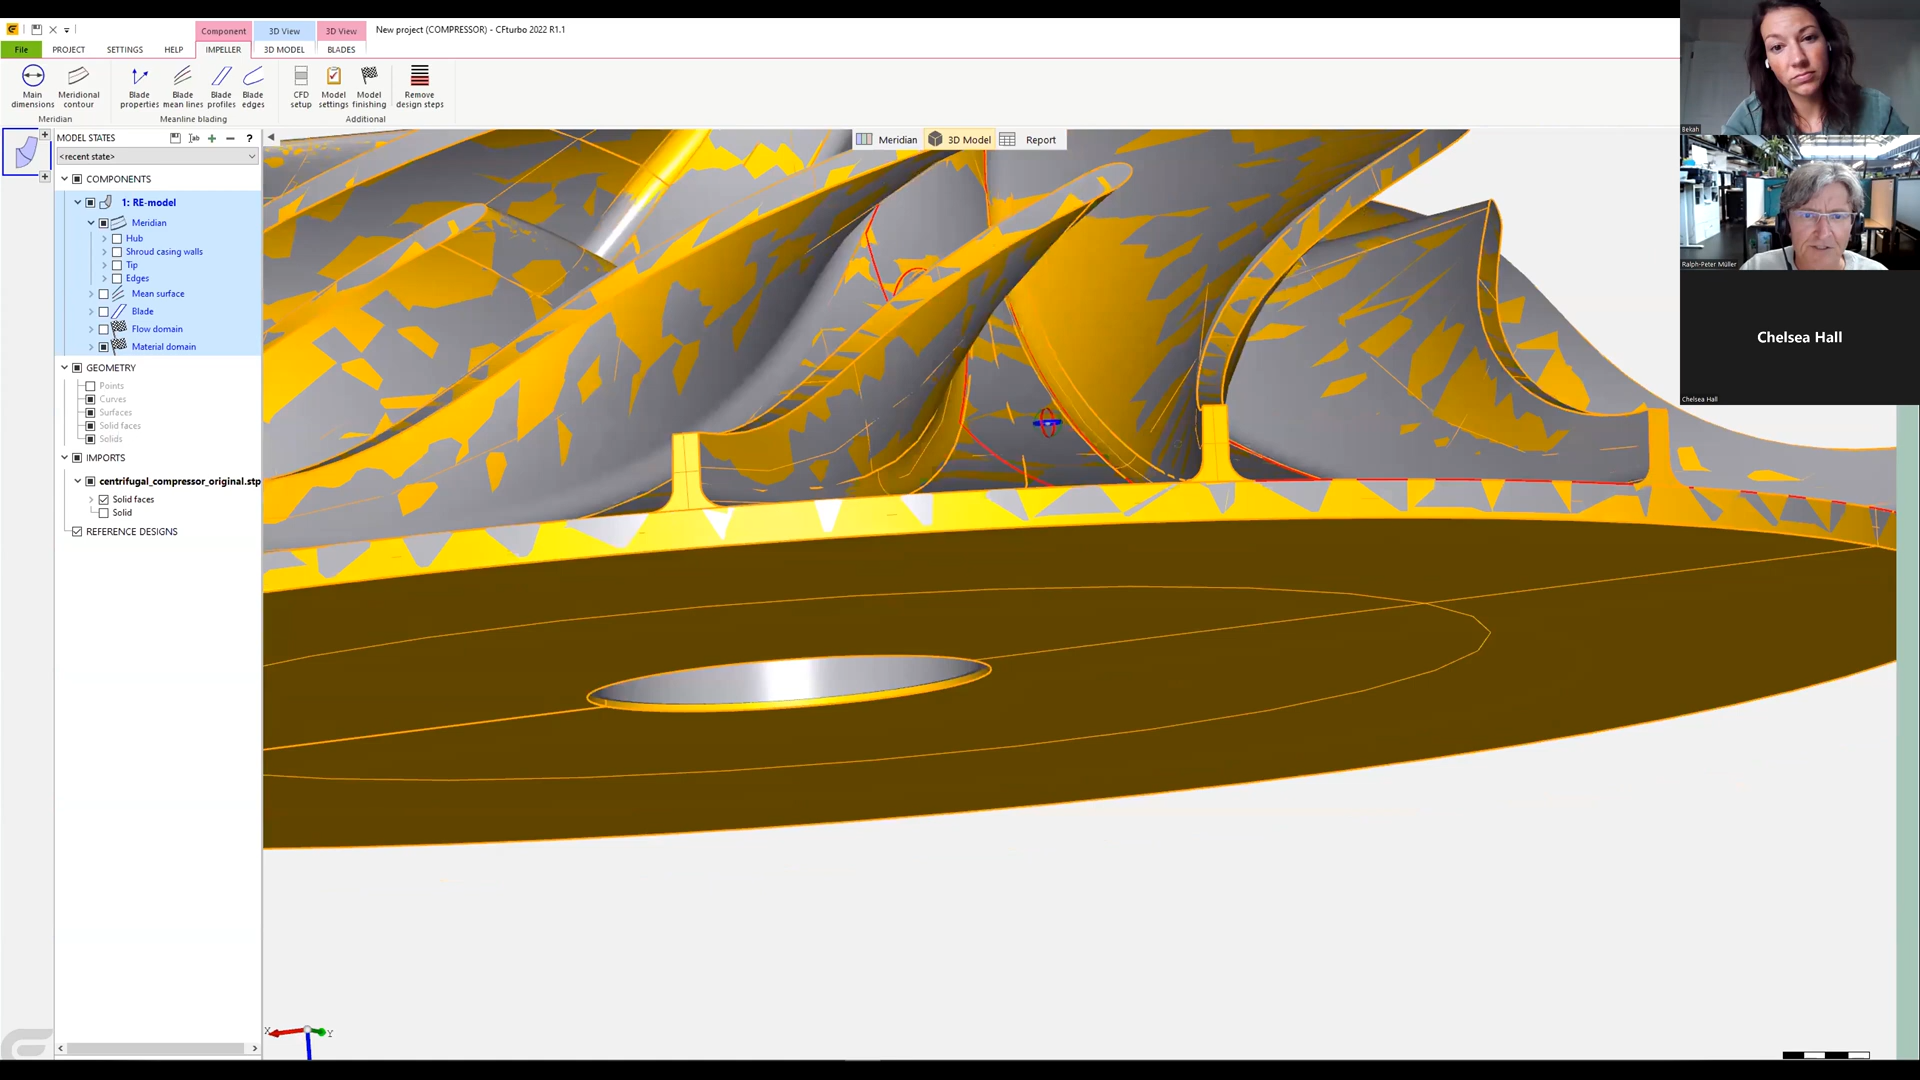 Component
3D View
3D View
New project (COMPRESSOR) - CFturbo 2022 R1.1
File
PROJECT
SETTINGS
HELP
IMPELLER
3D MODEL
BLADES
Main dimensions
Meridional contour
Blade properties
Blade mean lines
Blade profiles
Blade edges
CFD setup
Model settings
Model finishing
Remove design steps
Meridian
Meanline blading
Additional
MODEL STATES
?
<recent state>
COMPONENTS
1: RE-model
Meridian
Hub
Shroud casing walls
Tip
Edges
Mean surface
Blade
Flow domain
Material domain
GEOMETRY
Points
Curves
Surfaces
Solid faces
Solids
IMPORTS
centrifugal_compressor_original.stp
Solid faces
Solid
REFERENCE DESIGNS
Meridian
3D Model
Report
X
Y
Bekah
Ralph-Peter Müller
Chelsea Hall
Chelsea Hall